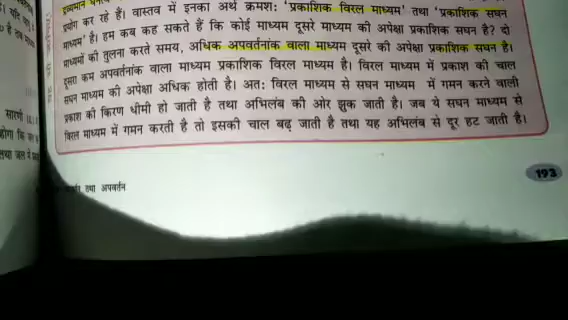 प्रयोग कर रहे हैं। वास्तव में इनका अर्थ क्रमश: 'प्रकाशिक विरल माध्यम' तथा 'प्रकाशिक सघन
माध्यम' है। हम कब कह सकते हैं कि कोई माध्यम दूसरे माध्यम की अपेक्षा प्रकाशिक सघन है? दो
माध्यमों की तुलना करते समय, अधिक अपवर्तनांक वाला माध्यम दूसरे की अपेक्षा प्रकाशिक सघन है।
दूसरा कम अपवर्तनांक वाला माध्यम प्रकाशिक विरल माध्यम है। विरल माध्यम में प्रकाश की चाल
सघन माध्यम की अपेक्षा अधिक होती है। अत: विरल माध्यम से सघन माध्यम में गमन करने वाली
प्रकाश की किरण धीमी हो जाती है तथा अभिलंब की ओर झुक जाती है। जब ये सघन माध्यम से
विरल माध्यम में गमन करती है तो इसकी चाल बढ़ जाती है तथा यह अभिलंब से दूर हट जाती है।
सारणी
होगा कि
तथा जल में
तथा अपवर्तन
193